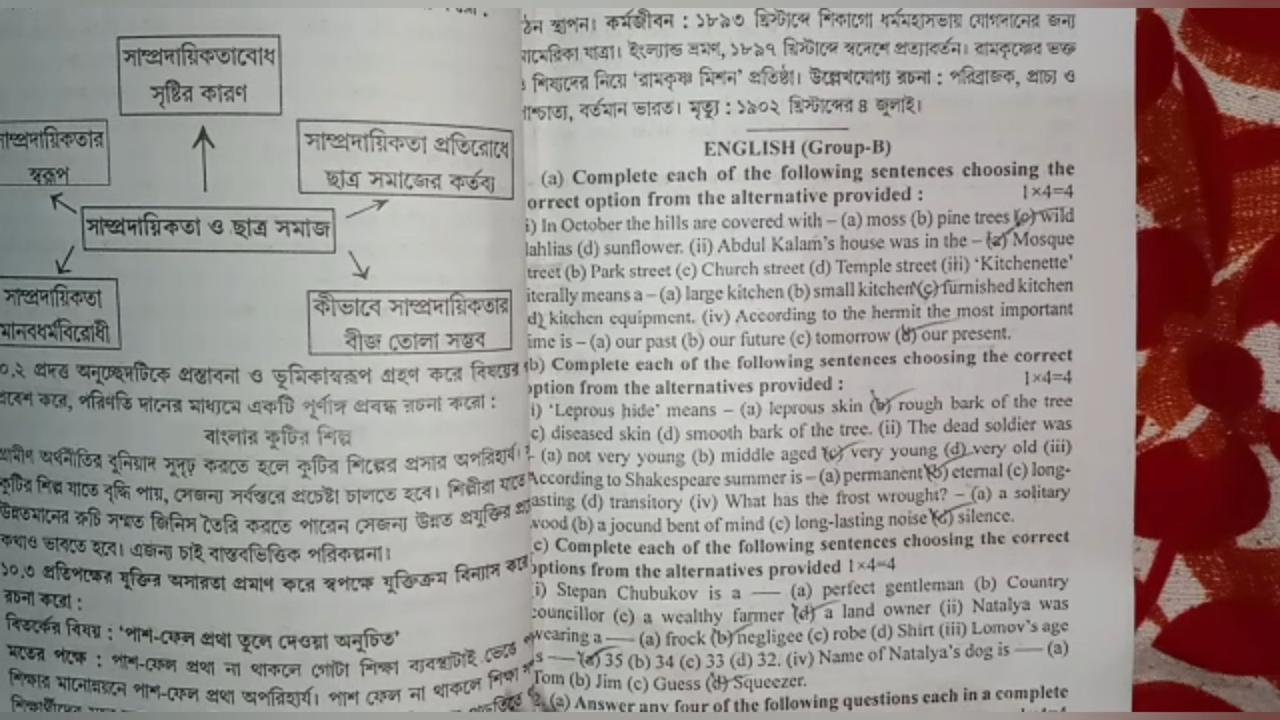 সাম্প্রদায়িকতাবোধ
সৃষ্টির কারণ
সাম্প্রদায়িকতার
স্বরূপ
সাম্প্রদায়িকতা প্রতিরোধে
ছাত্র সমাজের কর্তব্য
সাম্প্রদায়িকতা ও ছাত্র সমাজ
সাম্প্রদায়িকতা
মানবধর্মবিরোধী
কীভাবে সাম্প্রদায়িকতার
বীজ তোলা সম্ভব
০.২ প্রদত্ত অনুচ্ছেদটিকে প্রস্তাবনা ও ভূমিকাস্বরূপ গ্রহণ করে বিষয়ের
প্রবেশ করে, পরিণতি দানের মাধ্যমে একটি পূর্ণাঙ্গ প্রবন্ধ রচনা করো :
বাংলার কুটির শিল্প
গ্রামীণ অর্থনীতির বুনিয়াদ সুদৃঢ় করতে হলে কুটির শিল্পের প্রসার অপরিহার্য।
কুটির শিল্প যাতে বৃদ্ধি পায়, সেজন্য সর্বস্তরে প্রচেষ্টা চালাতে হবে। শিল্পীরা যাতে
উন্নতমানের রুচি সম্মত জিনিস তৈরি করতে পারেন সেজন্য উন্নত প্রযুক্তির
কথাও ভাবতে হবে। এজন্য চাই বাস্তবভিত্তিক পরিকল্পনা।
১০.৩ প্রতিপক্ষের যুক্তির অসারতা প্রমাণ করে স্বপক্ষে যুক্তিক্রম বিন্যাস করে
রচনা করো :
বিতর্কের বিষয় : ‘পাশ-ফেল প্রথা তুলে দেওয়া অনুচিত’
মতের পক্ষে : পাশ-ফেল প্রথা না থাকলে গোটা শিক্ষা ব্যবস্থাটাই ভেঙে
শিক্ষার মানোন্নয়নে পাশ-ফেল প্রথা অপরিহার্য। পাশ ফেল না থাকলে শিক্ষা
ঠন স্থাপন। কর্মজীবন : ১৮৯৩ খ্রিস্টাব্দে শিকাগো ধর্মমহাসভায় যোগদানের জন্য
আমেরিকা যাত্রা। ইংল্যান্ড ভ্রমণ, ১৮৯৭ খ্রিস্টাব্দে স্বদেশে প্রত্যাবর্তন। রামকৃষ্ণের ভক্ত
শিষ্যদের নিয়ে ‘রামকৃষ্ণ মিশন’ প্রতিষ্ঠা। উল্লেখযোগ্য রচনা : পরিব্রাজক, প্রাচ্য ও
পাশ্চাত্য, বর্তমান ভারত। মৃত্যু : ১৯০২ খ্রিস্টাব্দের ৪ জুলাই।
ENGLISH (Group-B)
(a) Complete each of the following sentences choosing the
orrect option from the alternative provided : 1×4=4
i) In October the hills are covered with – (a) moss (b) pine trees (c) wild
ahlias (d) sunflower. (ii) Abdul Kalam's house was in the – (a) Mosque
treet (b) Park street (c) Church street (d) Temple street (iii) ‘Kitchenette’
iterally means a – (a) large kitchen (b) small kitchen (c) furnished kitchen
d) kitchen equipment. (iv) According to the hermit the most important
ime is – (a) our past (b) our future (c) tomorrow (d) our present.
b) Complete each of the following sentences choosing the correct
option from the alternatives provided : 1×4=4
i) ‘Leprous hide’ means – (a) leprous skin (b) rough bark of the tree
c) diseased skin (d) smooth bark of the tree. (ii) The dead soldier was
– (a) not very young (b) middle aged (c) very young (d) very old (iii)
According to Shakespeare summer is – (a) permanent (b) eternal (c) long-
asting (d) transitory (iv) What has the frost wrought? – (a) a solitary
wood (b) a jocund bent of mind (c) long-lasting noise (d) silence.
c) Complete each of the following sentences choosing the correct
options from the alternatives provided 1×4=4
i) Stepan Chubukov is a — (a) perfect gentleman (b) Country
councillor (c) a wealthy farmer (d) a land owner (ii) Natalya was
wearing a — (a) frock (b) negligee (c) robe (d) Shirt (iii) Lomov's age
s — (a) 35 (b) 34 (c) 33 (d) 32. (iv) Name of Natalya's dog is — (a)
Tom (b) Jim (c) Guess (d) Squeezer.
(a) Answer any four of the following questions each in a complete